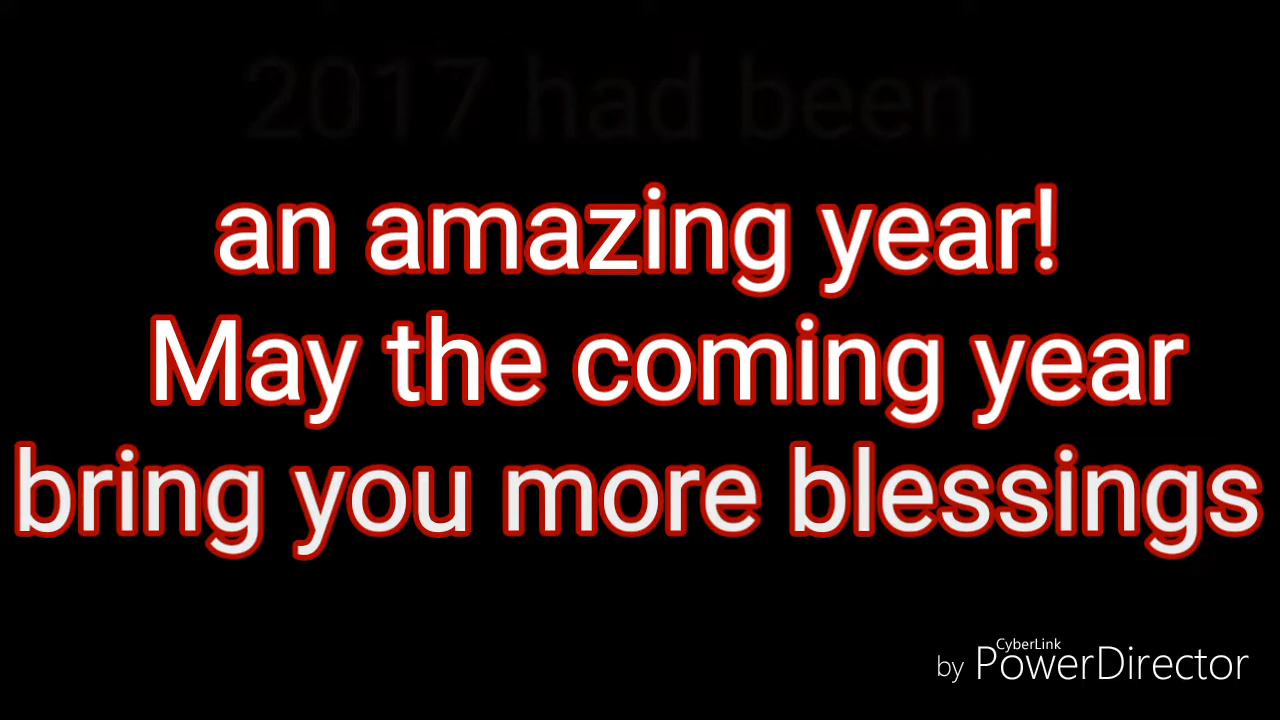 2017 had been
an amazing year!
May the coming year
bring you more blessings
by CyberLink PowerDirector